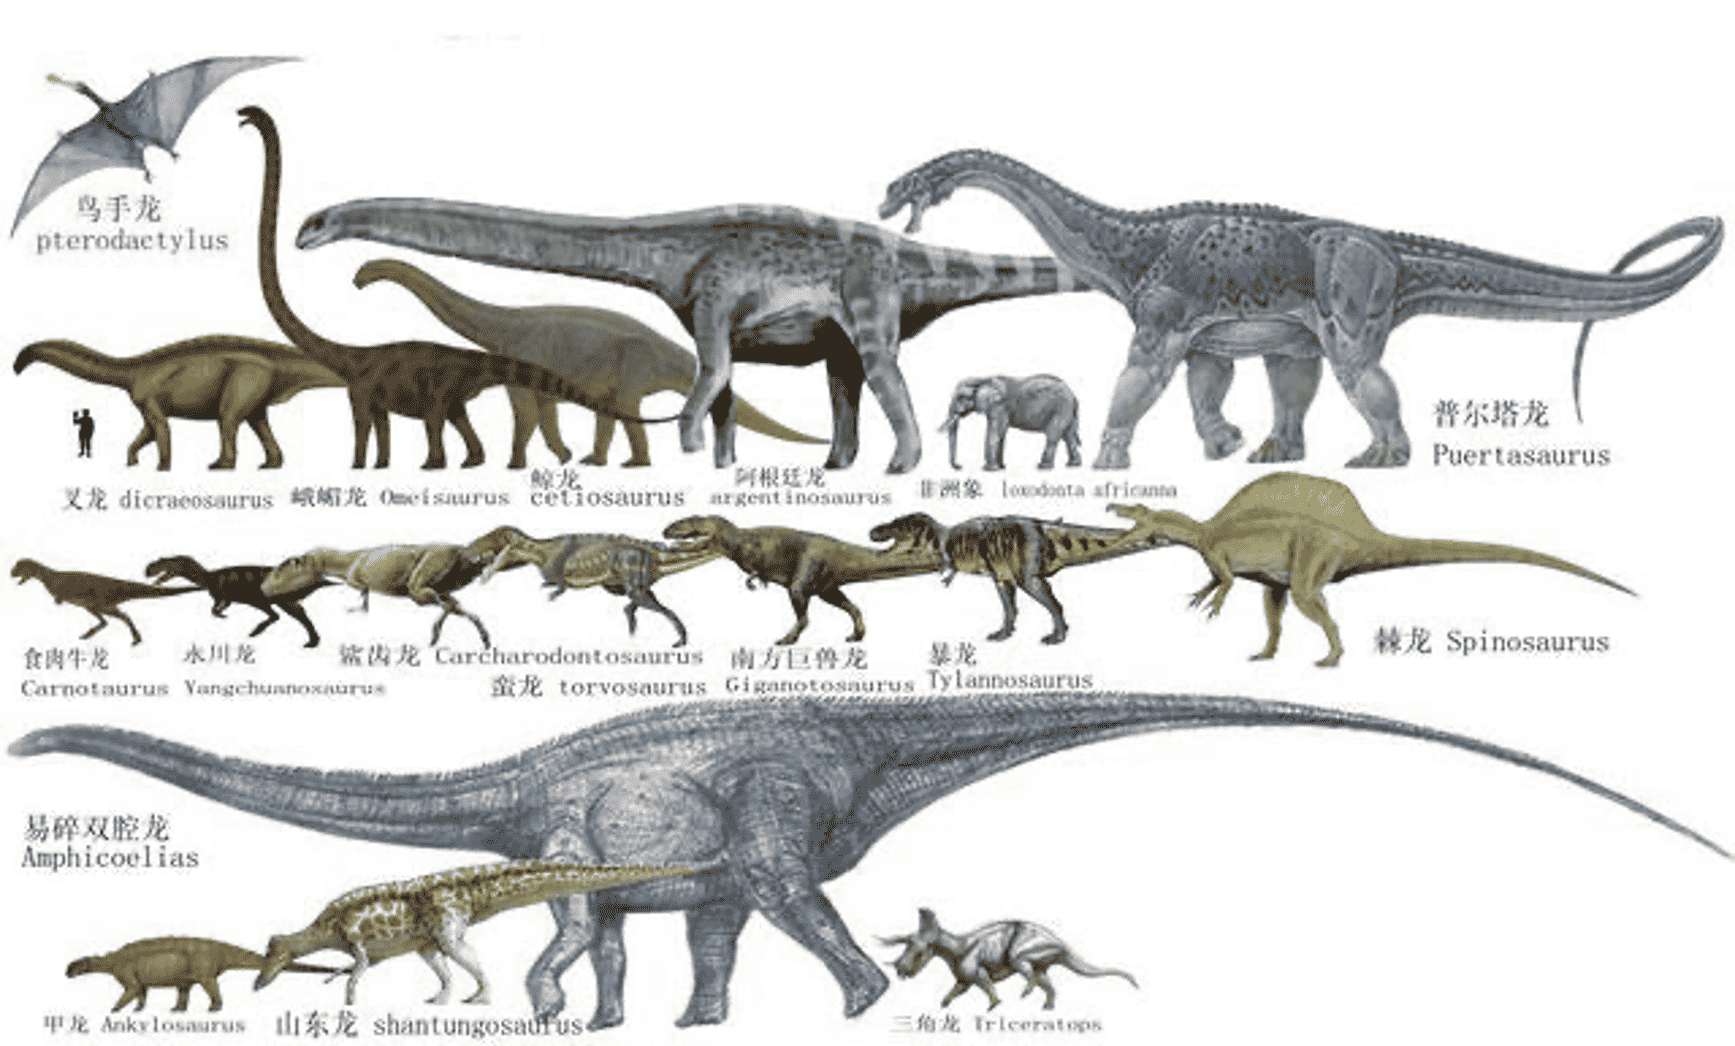 鸟手龙
pterodactylus
普尔塔龙
Puertasaurus
叉龙 dicraeosaurus
峨嵋龙 Omeisaurus
鲸龙
cetiosaurus
阿根廷龙
argentinosaurus
非洲象 loxodonta africanna
食肉牛龙
Carnotaurus
永川龙
Yangchuanosaurus
鲨齿龙 Carcharodontosaurus
蛮龙 torvosaurus
南方巨兽龙
Giganotosaurus
暴龙
Tylannosaurus
棘龙 Spinosaurus
易碎双腔龙
Amphicoelias
甲龙 Ankylosaurus
山东龙 shantungosaurus
三角龙 Triceratops